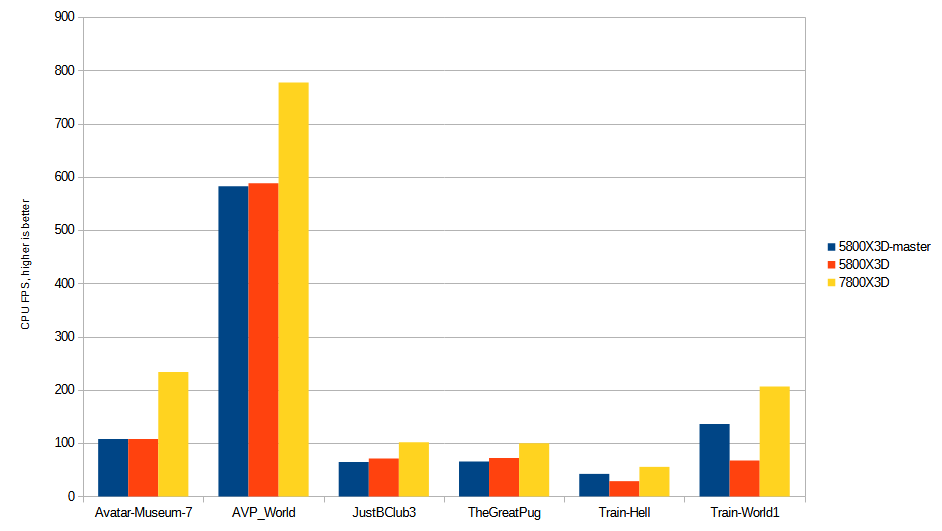 900
800
700
600
500
400
300
200
100
0
CPU FPS, higher is better
Avatar-Museum-7
AVP_World
JustBClub3
TheGreatPug
Train-Hell
Train-World1
5800X3D-master
5800X3D
7800X3D